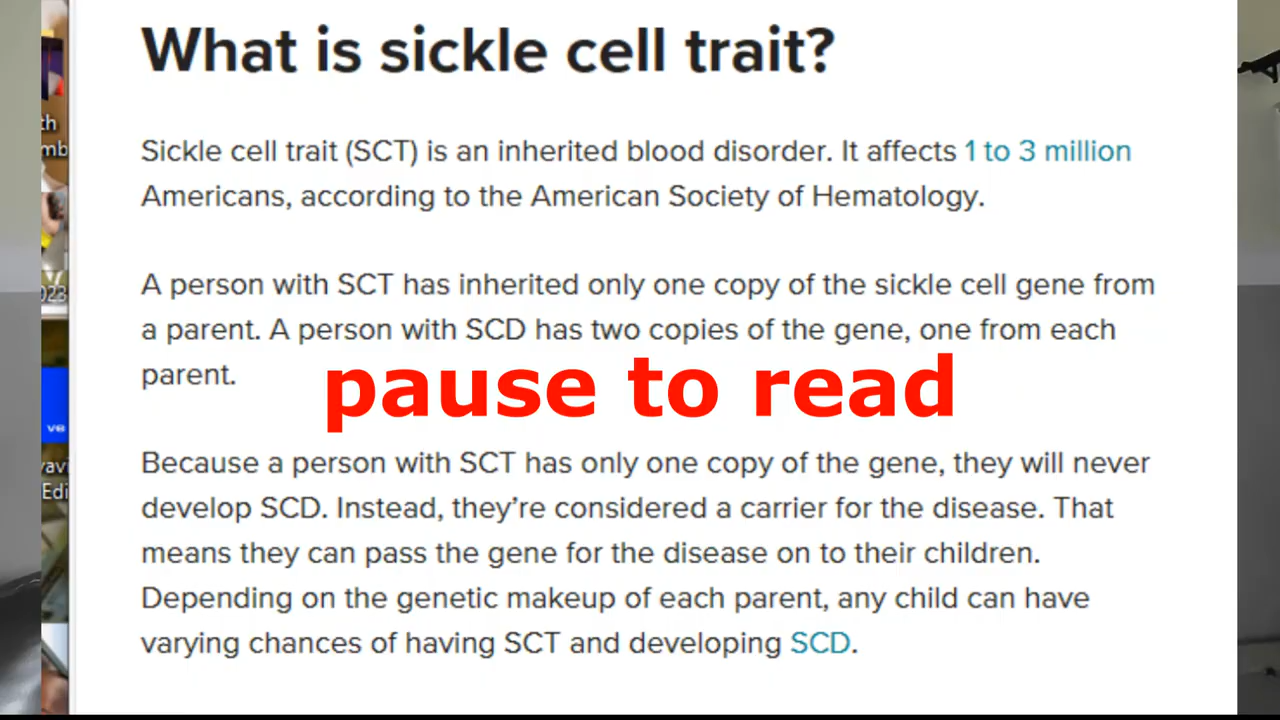 What is sickle cell trait?
Sickle cell trait (SCT) is an inherited blood disorder. It affects 1 to 3 million
Americans, according to the American Society of Hematology.
A person with SCT has inherited only one copy of the sickle cell gene from
a parent. A person with SCD has two copies of the gene, one from each
parent.
pause to read
Because a person with SCT has only one copy of the gene, they will never
develop SCD. Instead, they’re considered a carrier for the disease. That
means they can pass the gene for the disease on to their children.
Depending on the genetic makeup of each parent, any child can have
varying chances of having SCT and developing SCD.